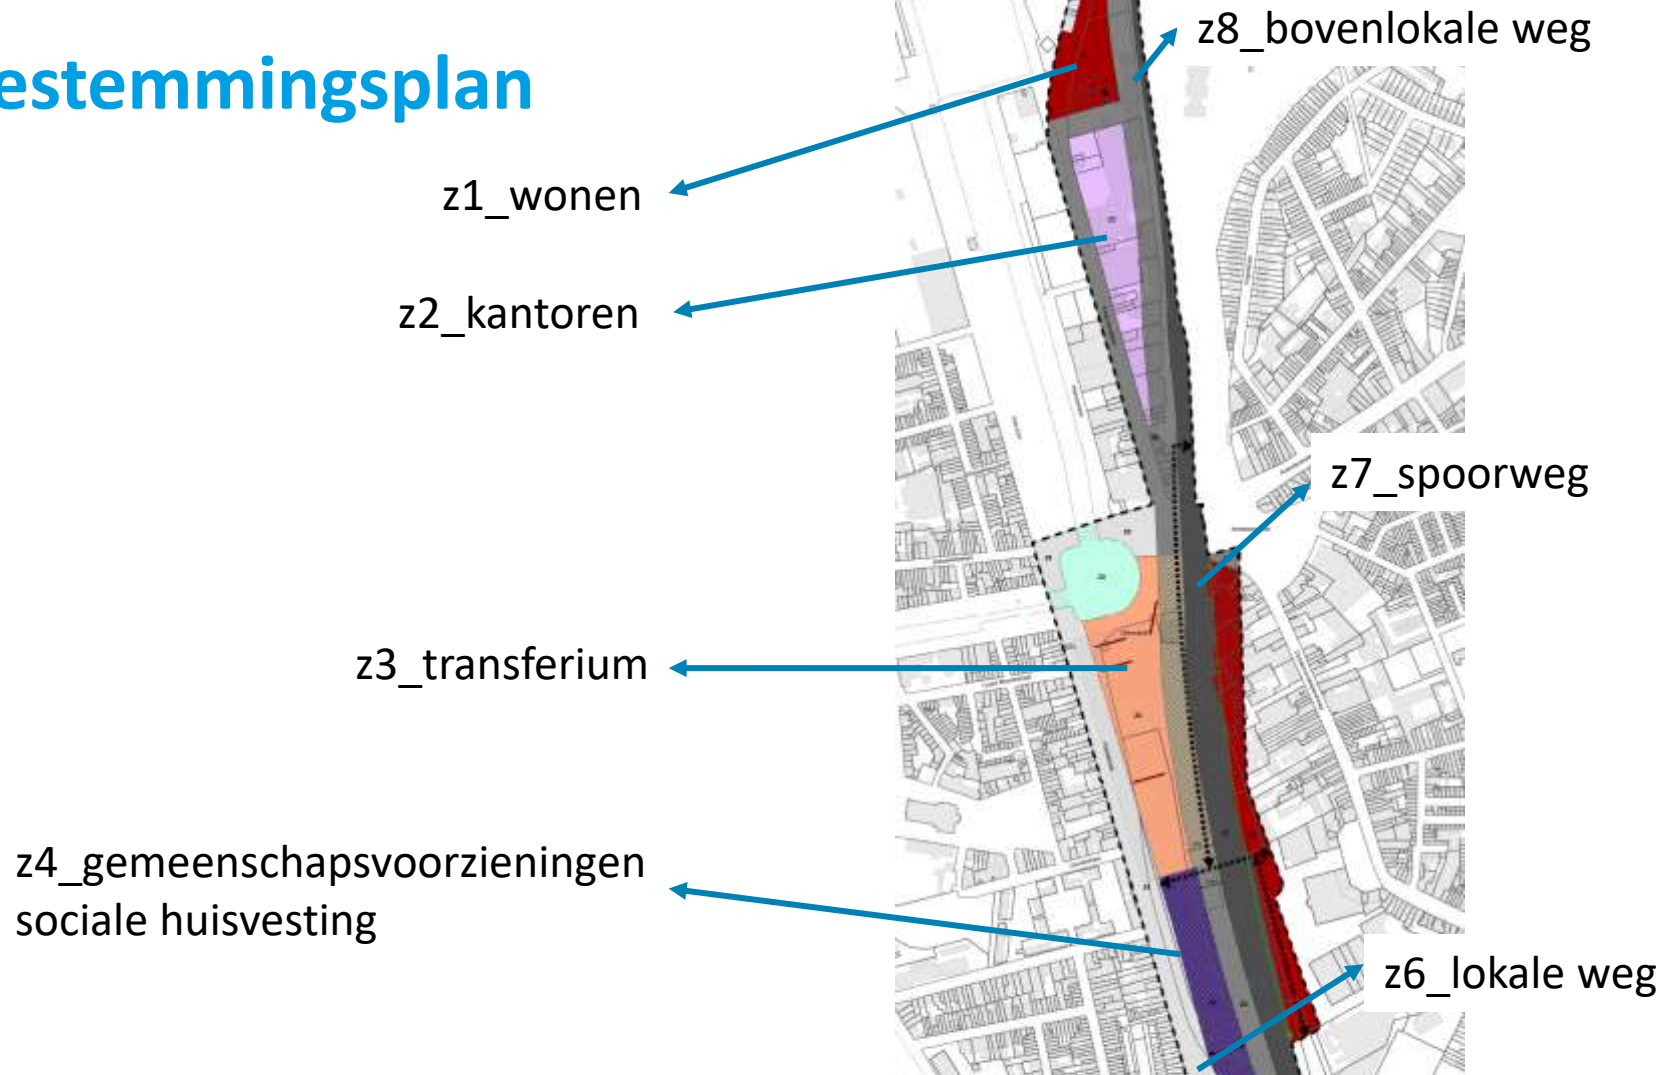 estemmingsplan
z8_bovenlokale weg
z1_wonen
z2_kantoren
z7_spoorweg
z3_transferium
z4_gemeenschapsvoorzieningen
sociale huisvesting
z6_lokale weg